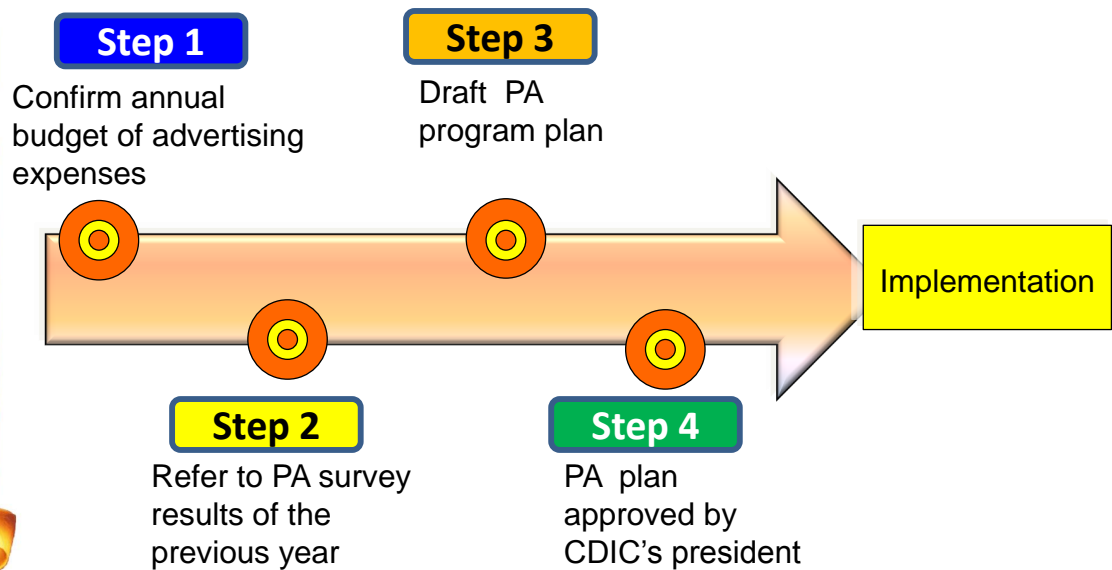 Step 1
Confirm annual
budget of advertising
expenses
Step 2
Refer to PA survey
results of the
previous year
Step 3
Draft PA
program plan
Step 4
PA plan
approved by
CDIC's president
Implementation